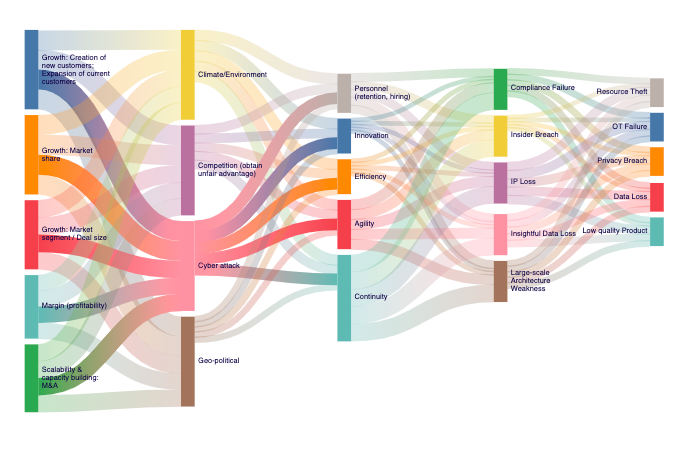 Growth: Creation of
new customers;
Expansion of current
customers
Growth: Market
share
Growth: Market
segment / Deal size
Margin (profitability)
Scalability &
capacity building:
M&A
Climate/Environment
Competition (obtain
unfair advantage)
Cyber attack
Geo-political
Personnel
(retention, hiring)
Innovation
Efficiency
Agility
Continuity
Compliance Failure
Insider Breach
IP Loss
Insightful Data Loss
Large-scale
Architecture
Weakness
Resource Theft
OT Failure
Privacy Breach
Data Loss
Low quality Product